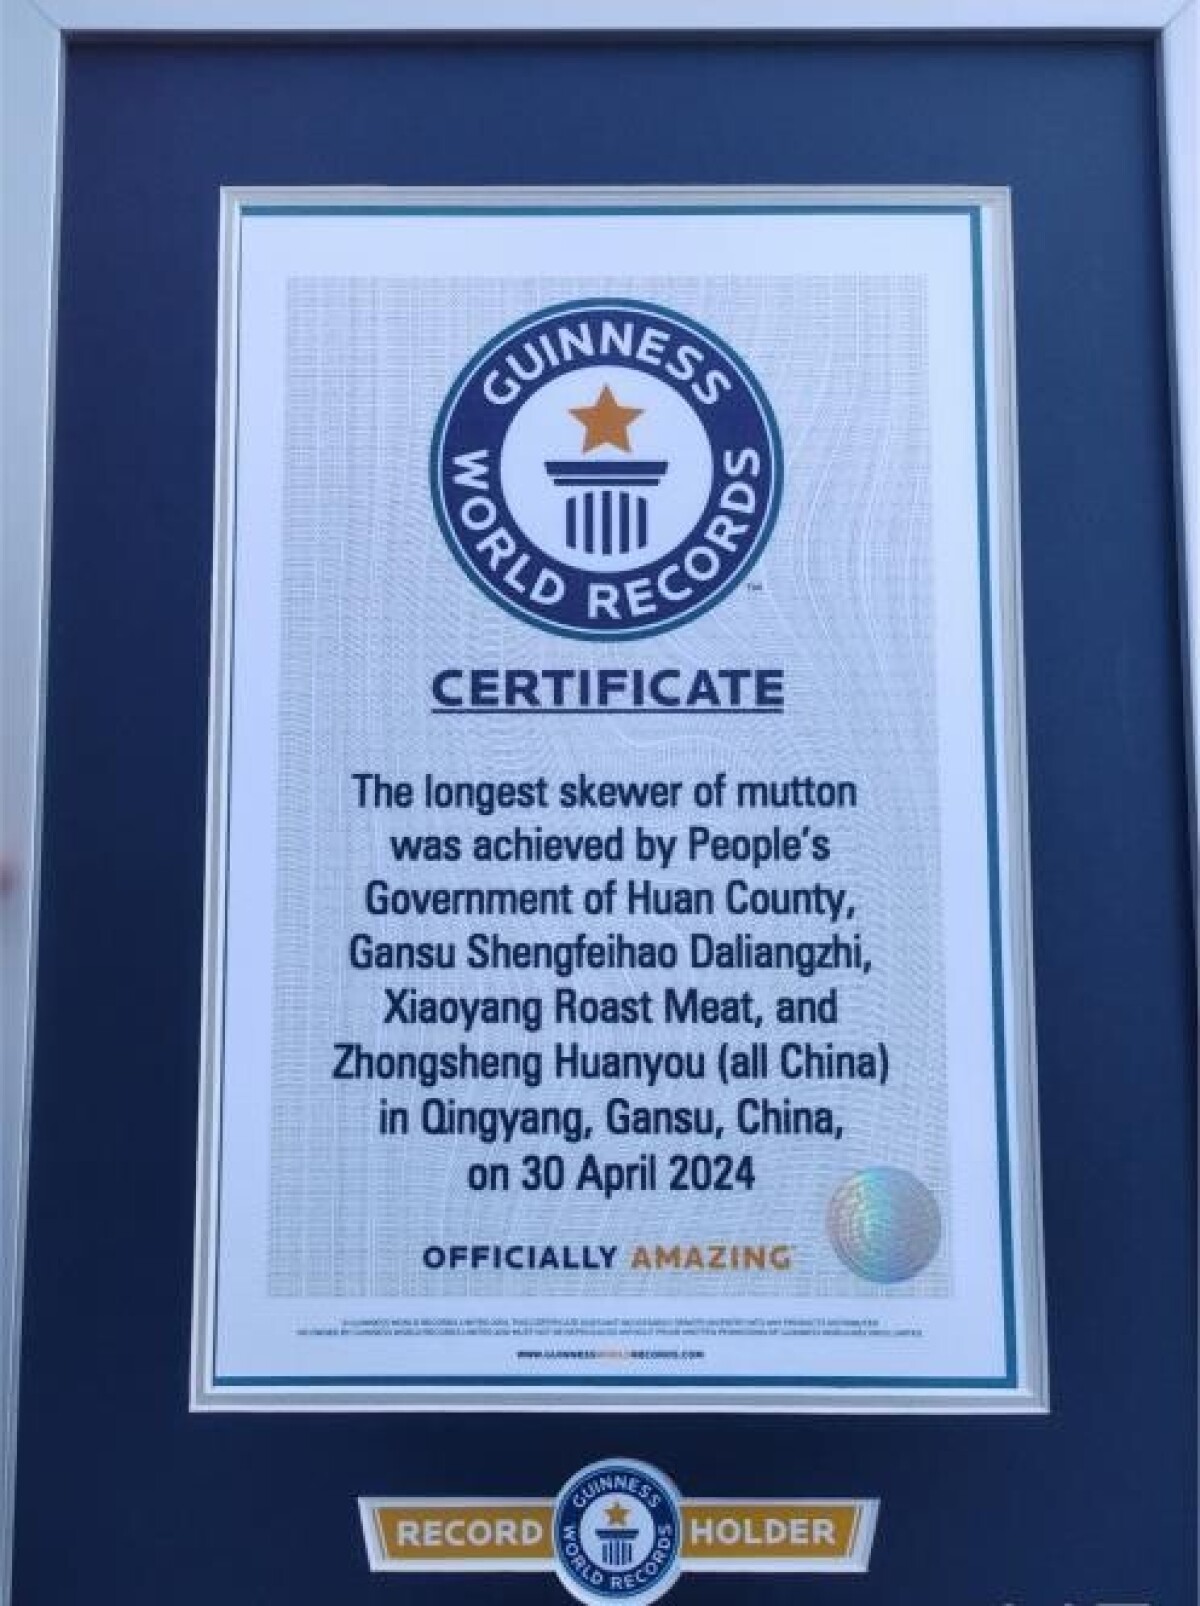 GUINNESS
WORLD RECORDS
™
CERTIFICATE
The longest skewer of mutton
was achieved by People's
Government of Huan County,
Gansu Shengfeihao Daliangzhi,
Xiaoyang Roast Meat, and
Zhongsheng Huanyou (all China)
in Qingyang, Gansu, China,
on 30 April 2024
OFFICIALLY AMAZING
WWW.GUINNESSWORLDRECORDS.COM
RECORD
GUINNESS
WORLD RECORDS
HOLDER